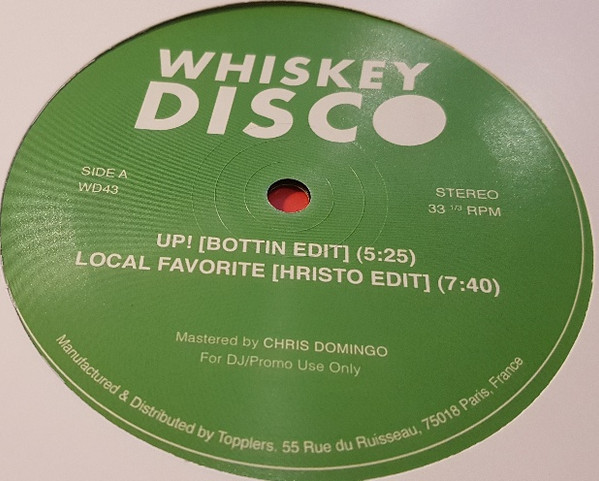 WHISKEY
DISCO
SIDE A
WD43
STEREO
33 1/3 RPM
UP! [BOTTIN EDIT] (5:25)
LOCAL FAVORITE [HRISTO EDIT] (7:40)
Mastered by CHRIS DOMINGO
For DJ/Promo Use Only
Manufactured & Distributed by Topplers. 55 Rue du Ruisseau, 75018 Paris, France